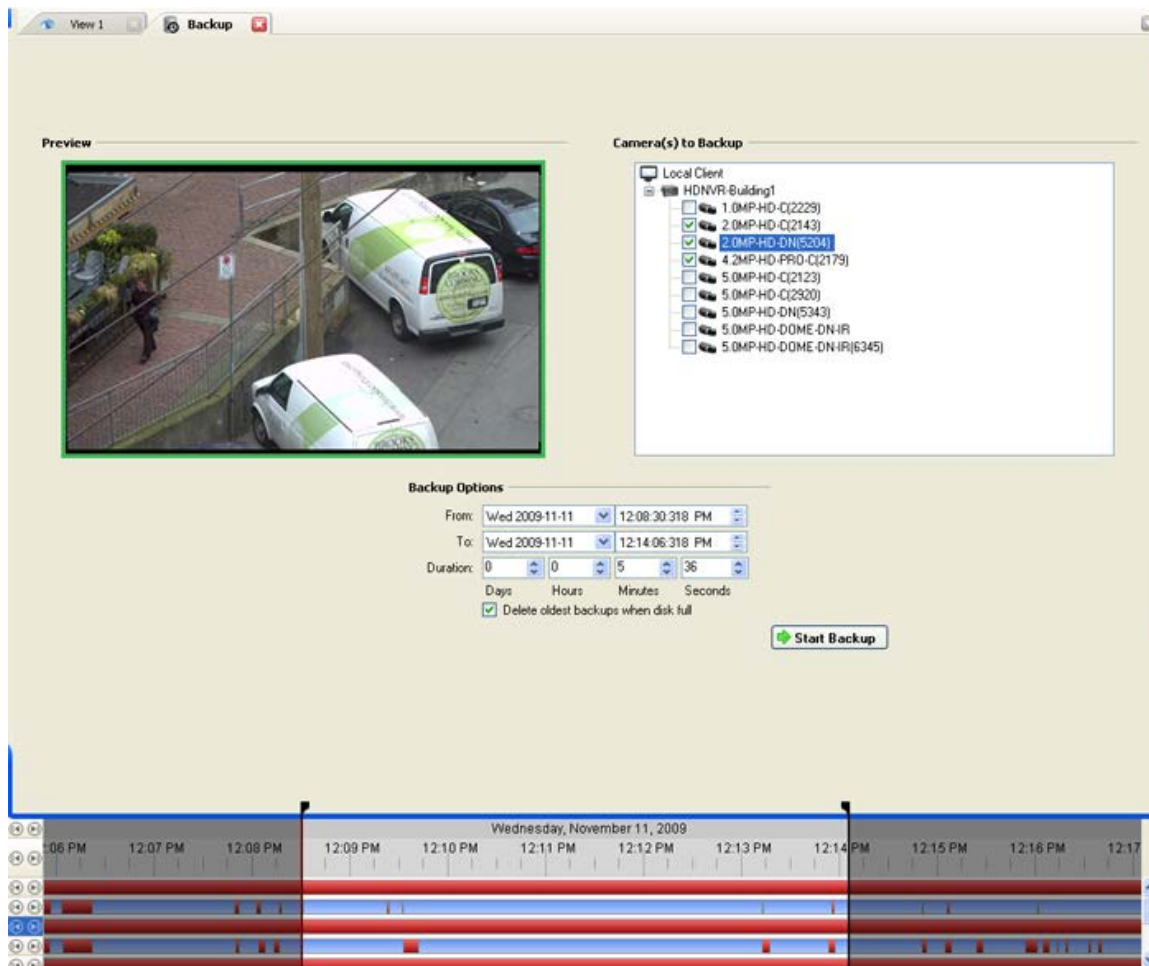 View 1
Backup
Preview
Camera(s) to Backup
Local Client
HDNVR-Building1
1.0MP-HD-C(2229)
2.0MP-HD-C(2143)
2.0MP-HD-DN(5204)
4.2MP-HD-PRO-C(2179)
5.0MP-HD-C(2123)
5.0MP-HD-C(2920)
5.0MP-HD-DN(5343)
5.0MP-HD-DOME-DN-IR
5.0MP-HD-DOME-DN-IR(6345)
Backup Options
From: Wed 2009-11-11 12:08:30:318 PM
To: Wed 2009-11-11 12:14:06:318 PM
Duration: 0 0 5 36
Days Hours Minutes Seconds
Delete oldest backups when disk full
Start Backup
Wednesday, November 11, 2009
:06 PM 12:07 PM 12:08 PM 12:09 PM 12:10 PM 12:11 PM 12:12 PM 12:13 PM 12:14 PM 12:15 PM 12:16 PM 12:17